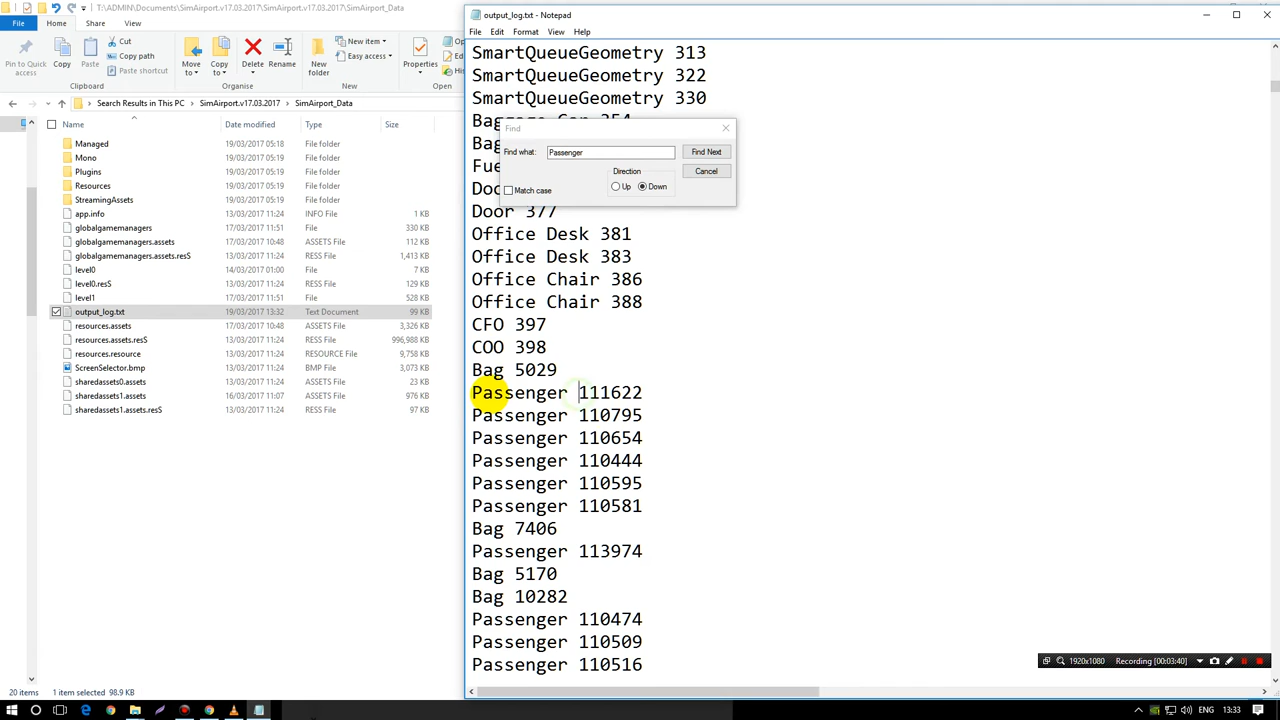 T:\ADMIN\Documents\SimAirport.v17.03.2017\SimAirport.v17.03.2017\SimAirport_Data
File
Home
Share
View
Pin to Quick access
Copy
Paste
Cut
Copy path
Paste shortcut
Clipboard
Move to
Copy to
Delete
Rename
Organise
New folder
New item
Easy access
New
Properties
Open
Search Results in This PC
SimAirport.v17.03.2017
SimAirport_Data
Name
Date modified
Type
Size
Managed 19/03/2017 05:18 File folder
Mono 19/03/2017 05:18 File folder
Plugins 19/03/2017 05:18 File folder
Resources 19/03/2017 05:19 File folder
StreamingAssets 19/03/2017 05:19 File folder
app.info 13/03/2017 11:24 INFO File 1 KB
globalgamemanagers 17/03/2017 11:51 File 330 KB
globalgamemanagers.assets 17/03/2017 10:48 ASSETS File 112 KB
globalgamemanagers.assets.resS 13/03/2017 11:24 RESS File 1,413 KB
level0 14/03/2017 01:00 File 7 KB
level0.resS 13/03/2017 11:24 RESS File 129 KB
level1 17/03/2017 11:51 File 528 KB
output_log.txt 19/03/2017 13:32 Text Document 99 KB
resources.assets 17/03/2017 10:48 ASSETS File 3,326 KB
resources.assets.resS 13/03/2017 11:24 RESS File 996,988 KB
resources.resource 13/03/2017 11:24 RESOURCE File 9,758 KB
ScreenSelector.bmp 13/03/2017 11:24 BMP File 3,073 KB
sharedassets0.assets 13/03/2017 11:24 ASSETS File 23 KB
sharedassets1.assets 16/03/2017 11:07 ASSETS File 976 KB
sharedassets1.assets.resS 13/03/2017 11:24 RESS File 1 KB
20 items
1 item selected 98.9 KB
output_log.txt - Notepad
File Edit Format View Help
SmartQueueGeometry 313
SmartQueueGeometry 322
SmartQueueGeometry 330
Find
Find what: Passenger
Find Next
Direction
Cancel
Match case
Up
Down
Door 377
Office Desk 381
Office Desk 383
Office Chair 386
Office Chair 388
CFO 397
COO 398
Bag 5029
Passenger 111622
Passenger 110795
Passenger 110654
Passenger 110444
Passenger 110595
Passenger 110581
Bag 7406
Passenger 113974
Bag 5170
Bag 10282
Passenger 110474
Passenger 110509
Passenger 110516
1920x1080
Recording [00:03:40]
ENG
13:33